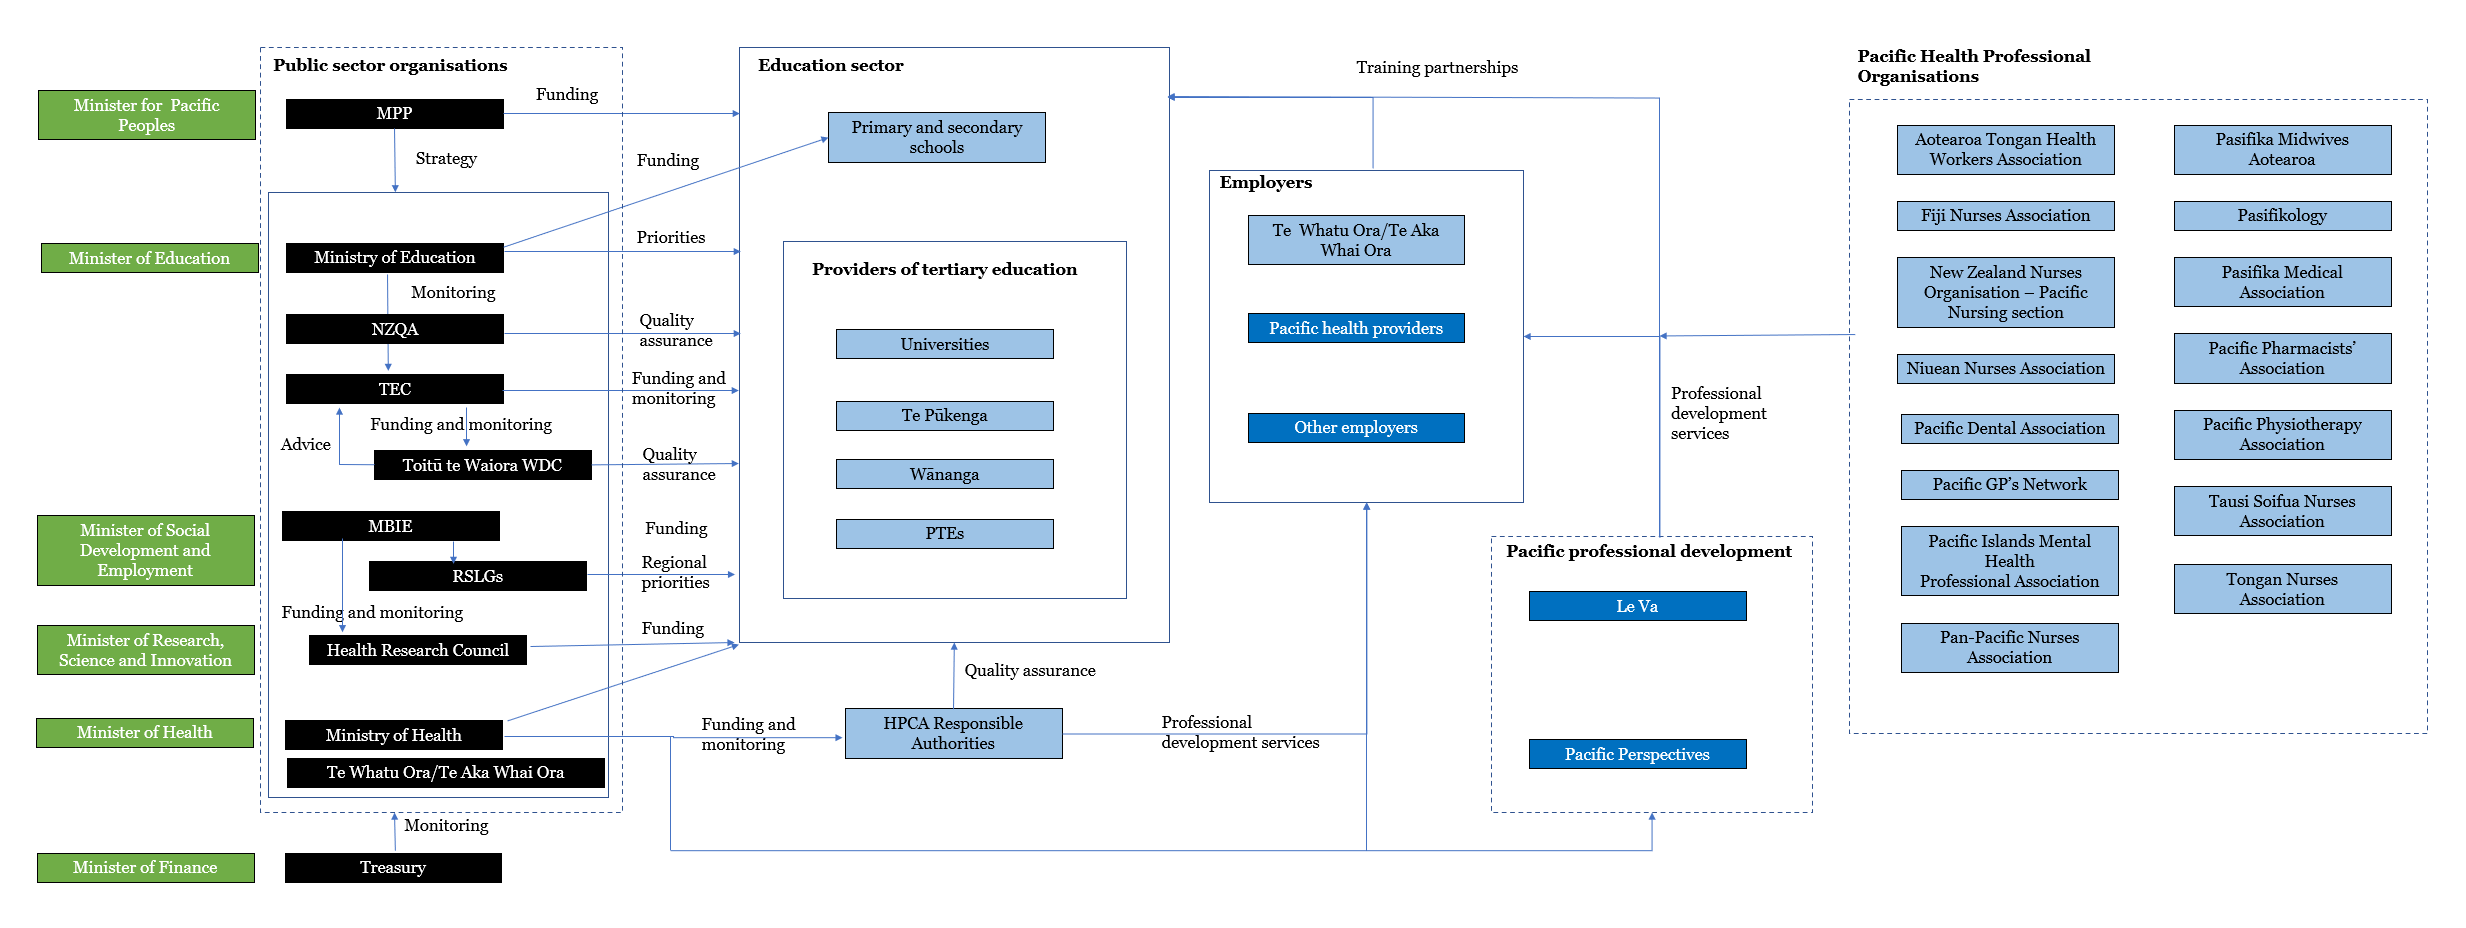 Minister for  Pacific
Peoples
Minister of Education
Minister of Social
Development and
Employment
Minister of Research,
Science and Innovation
Minister of Health
Minister of Finance
Public sector organisations
MPP
Funding
Strategy
Funding
Ministry of Education
Priorities
Monitoring
NZQA
Quality
assurance
TEC
Funding and
monitoring
Funding and monitoring
Advice
Toitū te Waiora WDC
Quality
assurance
MBIE
Funding
RSLGs
Regional
priorities
Funding and monitoring
Health Research Council
Funding
Ministry of Health
Te Whatu Ora/Te Aka Whai Ora
Monitoring
Treasury
Education sector
Primary and secondary
schools
Providers of tertiary education
Universities
Te Pūkenga
Wānanga
PTEs
Quality assurance
Funding and
monitoring
HPCA Responsible
Authorities
Professional
development services
Training partnerships
Employers
Te  Whatu Ora/Te Aka
Whai Ora
Pacific health providers
Other employers
Professional
development
services
Pacific professional development
Le Va
Pacific Perspectives
Pacific Health Professional
Organisations
Aotearoa Tongan Health
Workers Association
Fiji Nurses Association
New Zealand Nurses
Organisation – Pacific
Nursing section
Niuean Nurses Association
Pacific Dental Association
Pacific GP’s Network
Pacific Islands Mental
Health
Professional Association
Pan-Pacific Nurses
Association
Pasifika Midwives
Aotearoa
Pasifikology
Pasifika Medical
Association
Pacific Pharmacists’
Association
Pacific Physiotherapy
Association
Tausi Soifua Nurses
Association
Tongan Nurses
Association